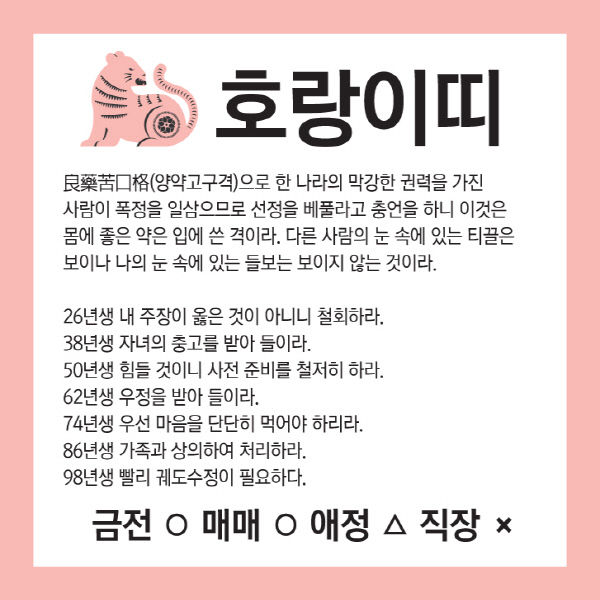 호랑이띠
良藥苦口格(양약고구격)으로 한 나라의 막강한 권력을 가진
사람이 폭정을 일삼으므로 선정을 베풀라고 충언을 하니 이것은
몸에 좋은 약은 입에 쓴 격이라. 다른 사람의 눈 속에 있는 티끌은
보이나 나의 눈 속에 있는 들보는 보이지 않는 것이라.
26년생 내 주장이 옳은 것이 아니니 철회하라.
38년생 자녀의 충고를 받아 들이라.
50년생 힘들 것이니 사전 준비를 철저히 하라.
62년생 우정을 받아 들이라.
74년생 우선 마음을 단단히 먹어야 하리라.
86년생 가족과 상의하여 처리하라.
98년생 빨리 궤도수정이 필요하다.
금전 ○ 매매 ○ 애정 △ 직장 ×